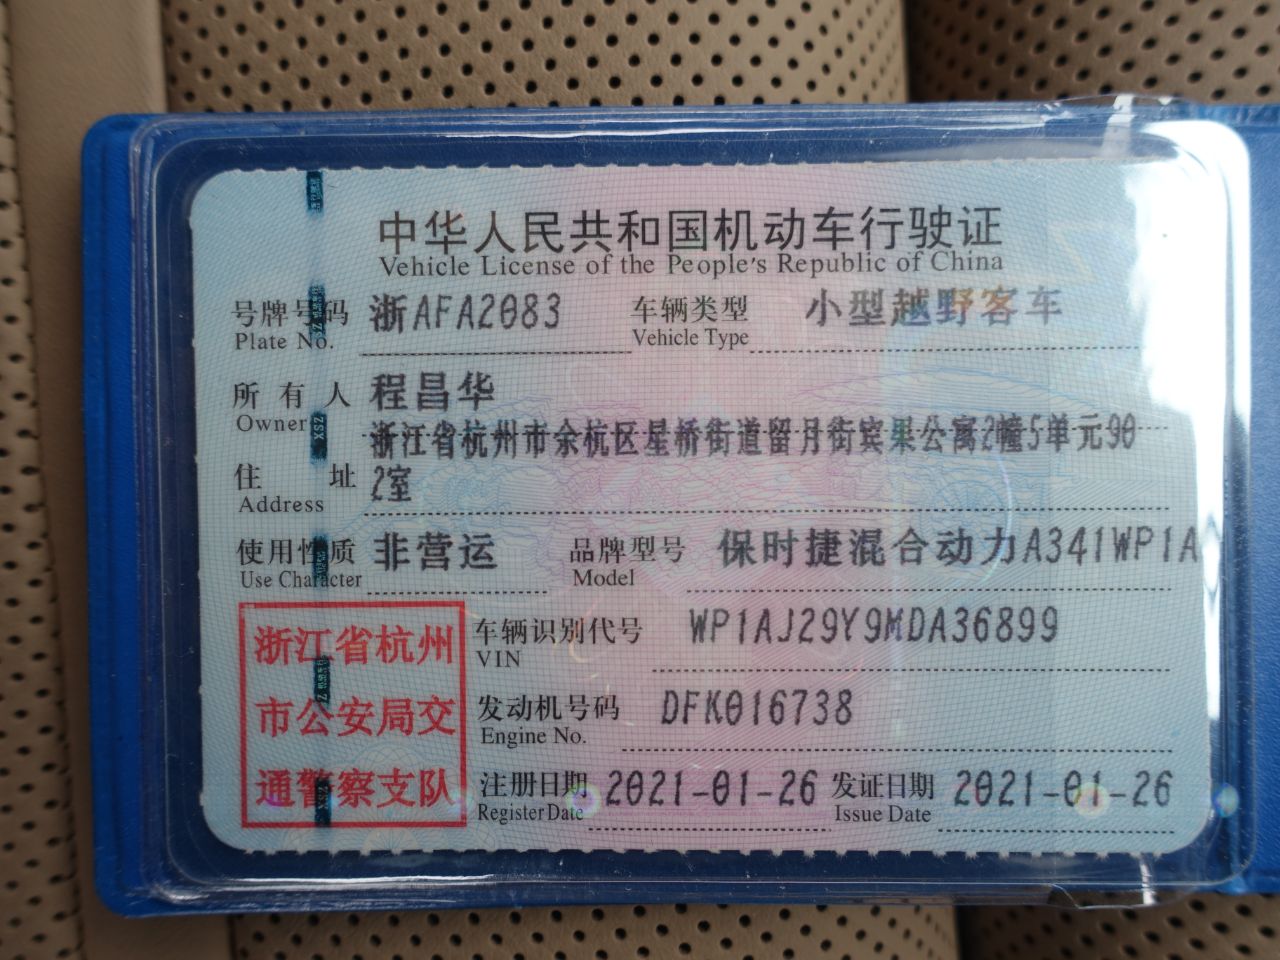 中华人民共和国机动车行驶证
Vehicle License of the People's Republic of China
号牌号码 浙AFA2083 车辆类型 小型越野客车
Plate No. Vehicle Type
所有人 程昌华
Owner
浙江省杭州市余杭区星桥街道留月街宾果公寓2幢5单元90
住址 2室
Address
使用性质 非营运 品牌型号 保时捷混合动力A341WP1A
Use Character Model
浙江省杭州
市公安局交
通警察支队
车辆识别代号 WP1AJ29Y9MDA36899
VIN
发动机号码 DFK016738
Engine No.
注册日期 2021-01-26 发证日期 2021-01-26
Register Date Issue Date